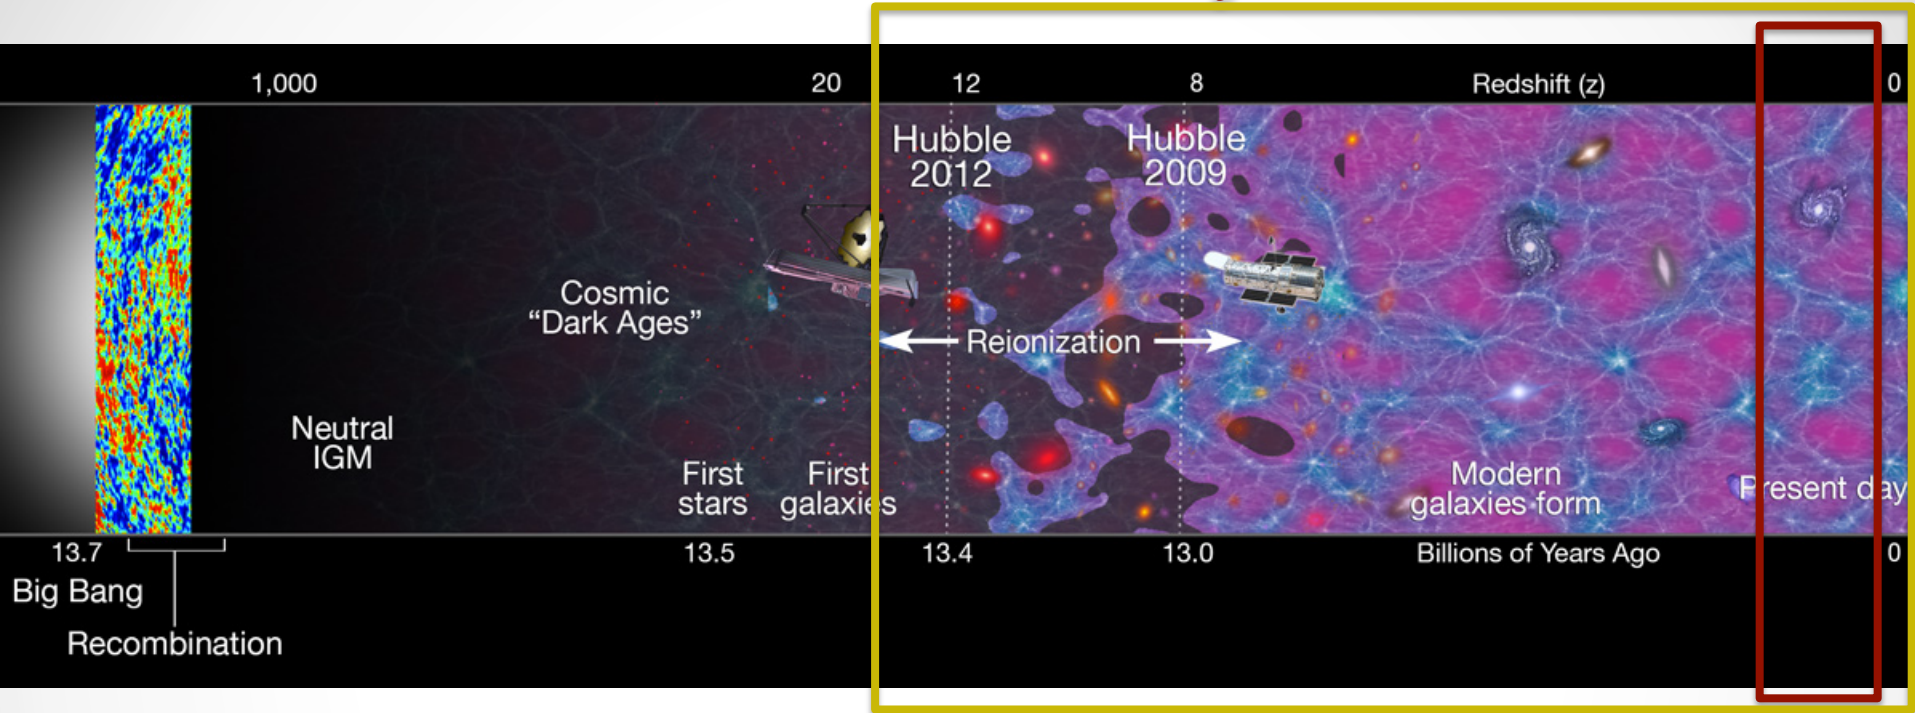 1,000
20
12
8
Redshift (z)
0
Hubble
2012
Hubble
2009
Cosmic
“Dark Ages”
Reionization
Neutral
IGM
First
stars
First
galaxies
Modern
galaxies form
Present day
13.7
13.5
13.4
13.0
Billions of Years Ago
0
Big Bang
Recombination